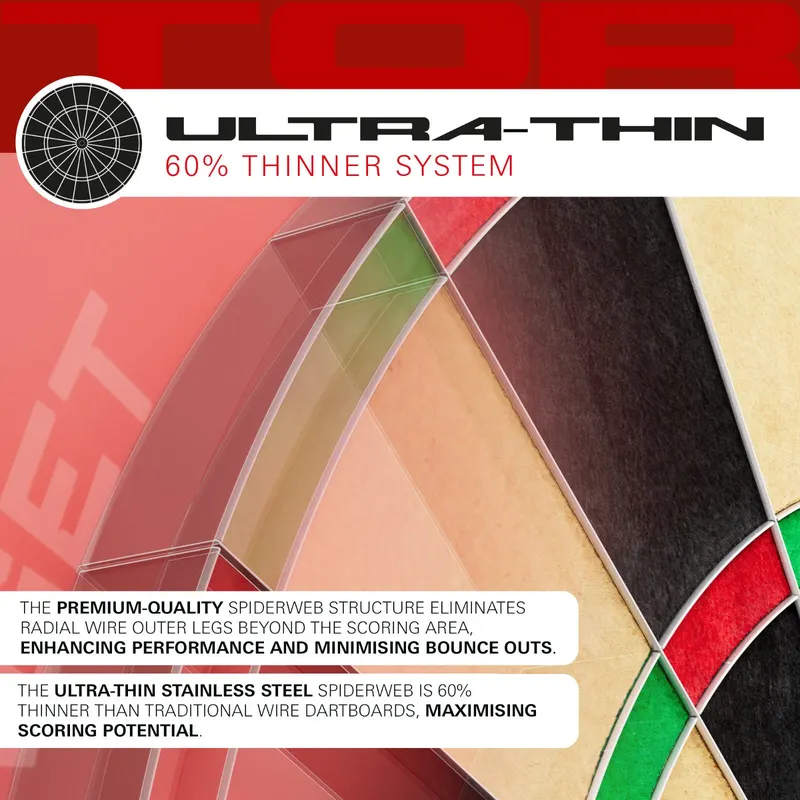 TOR
ULTRA-THIN
60% THINNER SYSTEM
GET
THE PREMIUM-QUALITY SPIDERWEB STRUCTURE ELIMINATES
RADIAL WIRE OUTER LEGS BEYOND THE SCORING AREA,
ENHANCING PERFORMANCE AND MINIMISING BOUNCE OUTS.
THE ULTRA-THIN STAINLESS STEEL SPIDERWEB IS 60%
THINNER THAN TRADITIONAL WIRE DARTBOARDS, MAXIMISING
SCORING POTENTIAL.